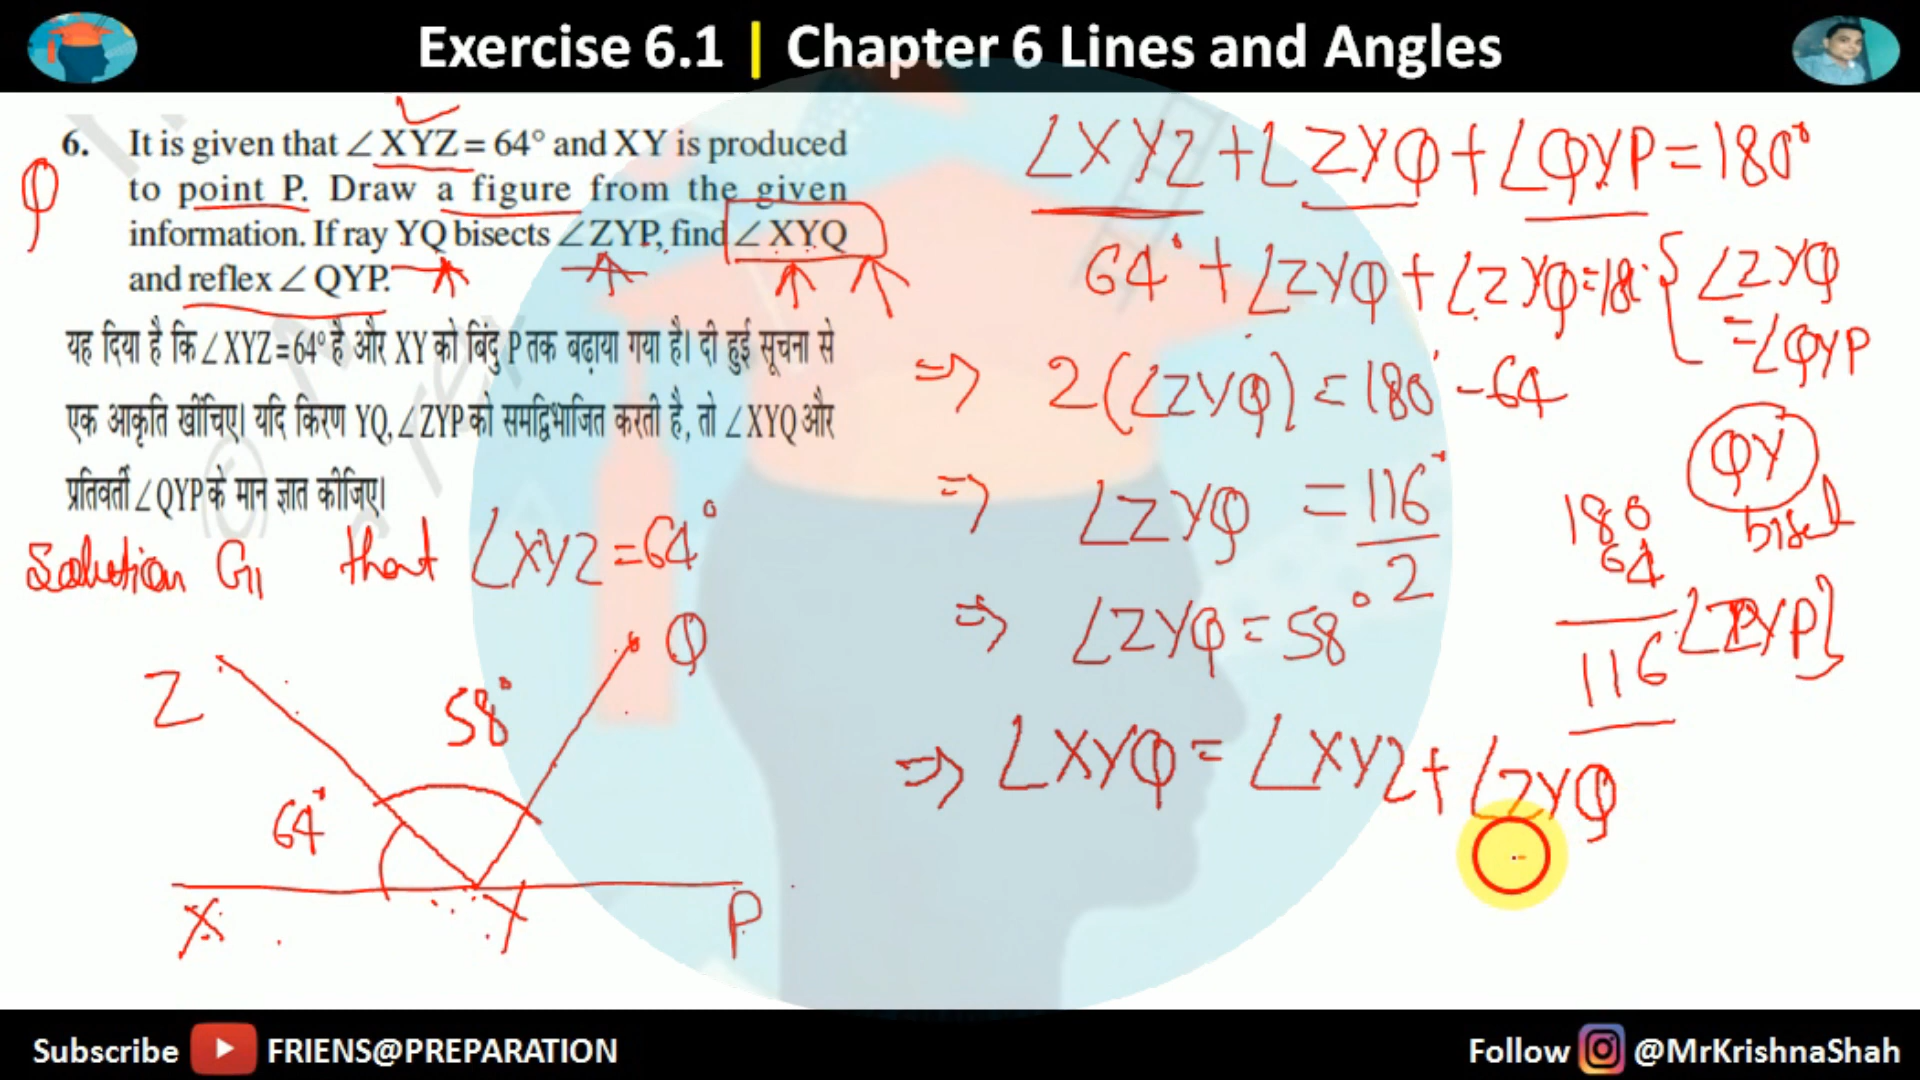 Exercise 6.1 | Chapter 6 Lines and Angles
6. It is given that ∠XYZ = 64° and XY is produced
to point P. Draw a figure from the given
information. If ray YQ bisects ∠ZYP, find ∠XYQ
and reflex ∠QYP.
यह दिया है कि ∠XYZ = 64° है और XY को बिंदु P तक बढ़ाया गया है। दी हुई सूचना से
एक आकृति खींचिए। यदि किरण YQ, ∠ZYP को समद्विभाजित करती है, तो ∠XYQ और
प्रतिवर्ती ∠QYP के मान ज्ञात कीजिए।
Q
Solution G that ∠XYZ = 64°
Z
Q
58°
64°
X
Y
P
∠XYZ + ∠ZYQ + ∠QYP = 180°
64° + ∠ZYQ + ∠ZYQ = 180 { ∠ZYQ
= ∠QYP
⇒ 2(∠ZYQ) = 180° - 64
QY
bisect
∠ZYP}
⇒ ∠ZYQ = 116°/2
180
64
116
⇒ ∠ZYQ = 58°
⇒ ∠XYQ = ∠XYZ + ∠ZYQ
Subscribe FRIENS@PREPARATION
Follow @MrKrishnaShah